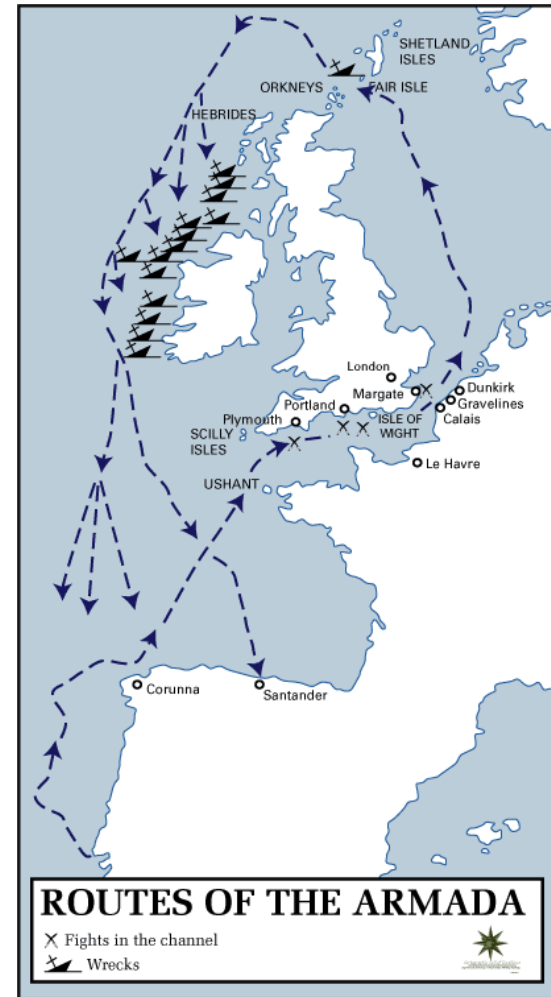 SHETLAND
ISLES
ORKNEYS
FAIR ISLE
HEBRIDES
London
Margate
Dunkirk
Gravelines
Calais
Portland
Plymouth
ISLE OF
WIGHT
SCILLY
ISLES
Le Havre
USHANT
Corunna
Santander
ROUTES OF THE ARMADA
Fights in the channel
Wrecks